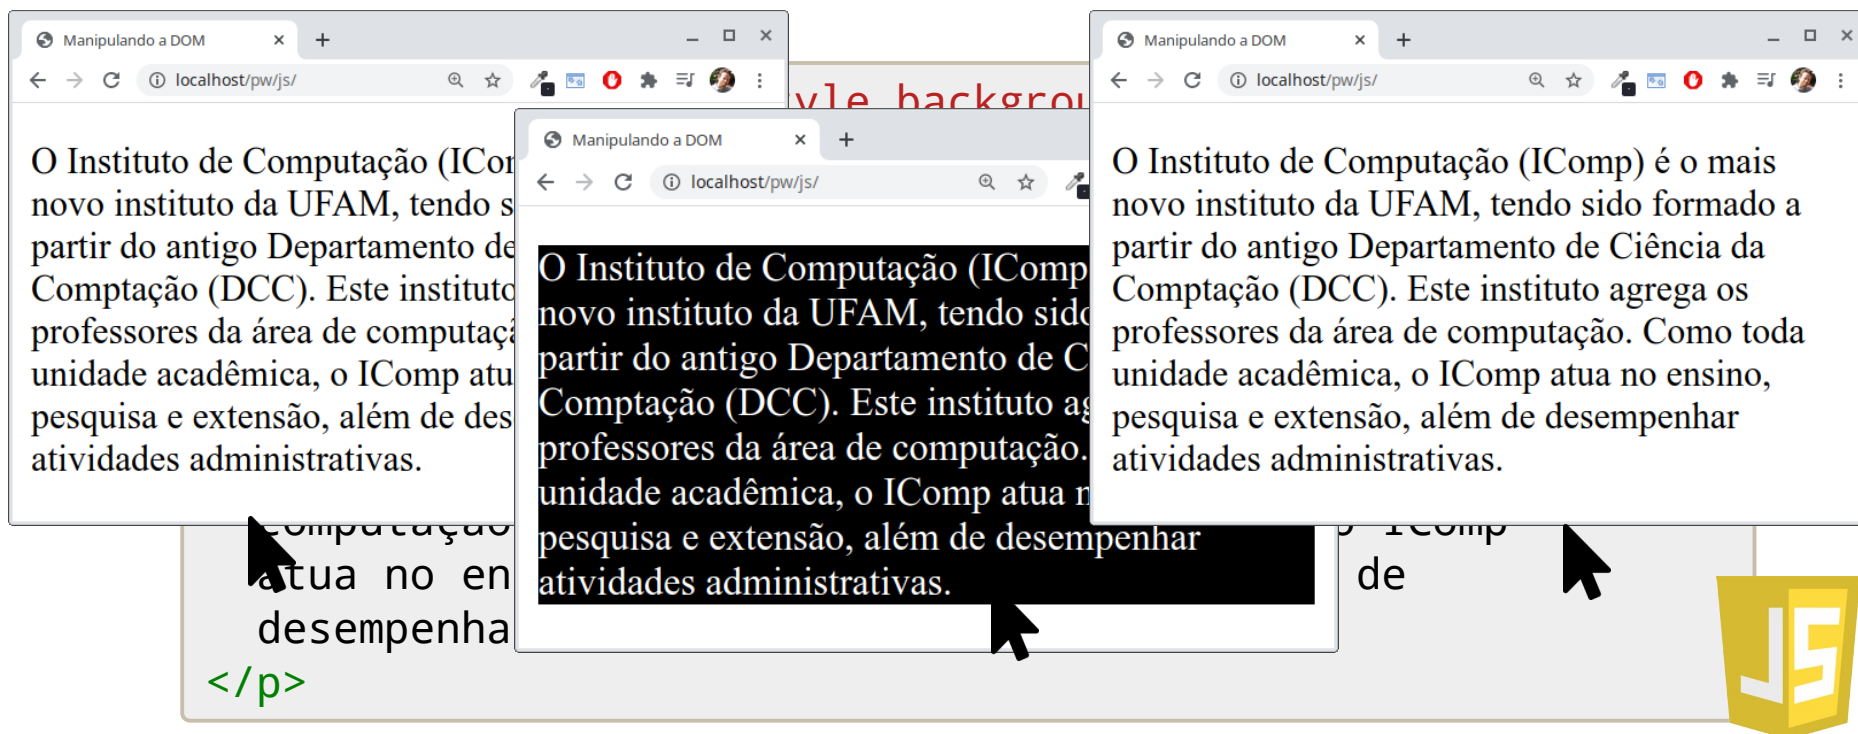 Manipulando a DOM
localhost/pw/js/
O Instituto de Computação (ICom
novo instituto da UFAM, tendo s
partir do antigo Departamento de
Comptação (DCC). Este instituto
professores da área de computaçã
unidade acadêmica, o IComp atu
pesquisa e extensão, além de des
atividades administrativas.
yle backgrou
Manipulando a DOM
localhost/pw/js/
O Instituto de Computação (IComp
novo instituto da UFAM, tendo sido
partir do antigo Departamento de C
Comptação (DCC). Este instituto ag
professores da área de computação.
unidade acadêmica, o IComp atua n
pesquisa e extensão, além de desempenhar
atividades administrativas.
Manipulando a DOM
localhost/pw/js/
O Instituto de Computação (IComp) é o mais
novo instituto da UFAM, tendo sido formado a
partir do antigo Departamento de Ciência da
Comptação (DCC). Este instituto agrega os
professores da área de computação. Como toda
unidade acadêmica, o IComp atua no ensino,
pesquisa e extensão, além de desempenhar
atividades administrativas.
computação o IComp
atua no en de
desempenha
</p>
JS